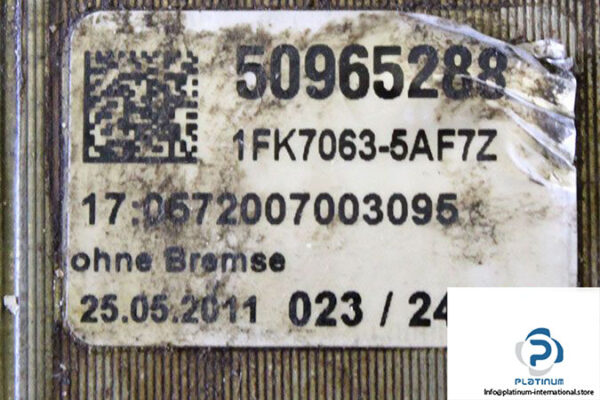 50965288
1FK7063-5AF7Z
17:0672007003095
ohne Bremse
25.05.2011 023 / 24
PLATINUM
Info@platinum-international.store